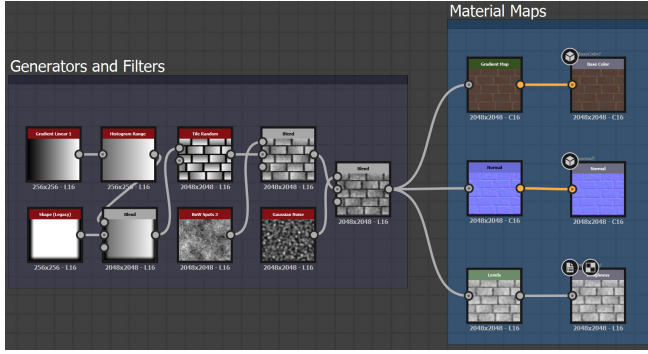 Material Maps
Generators and Filters
Gradient Map
Base Color
2048x2048 - C16
2048x2048 - C16
Gradient Linear 1
Histogram Range
Tile Random
Blend
256x256 - L16
256x256 - L16
2048x2048 - L16
2048x2048 - L16
Blend
2048x2048 - L16
Normal
Normal
2048x2048 - C16
2048x2048 - C16
Shape (Legacy)
Blend
BnW Spots 2
Gaussian Noise
256x256 - L16
2048x2048 - L16
2048x2048 - L16
2048x2048 - L16
Levels
2048x2048 - L16
2048x2048 - L16